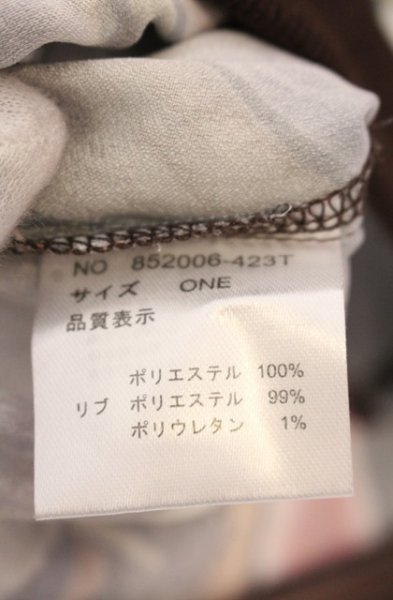 NO 852006-423T
サイズ ONE
品質表示
ポリエステル 100%
リブ ポリエステル 99%
ポリウレタン 1%